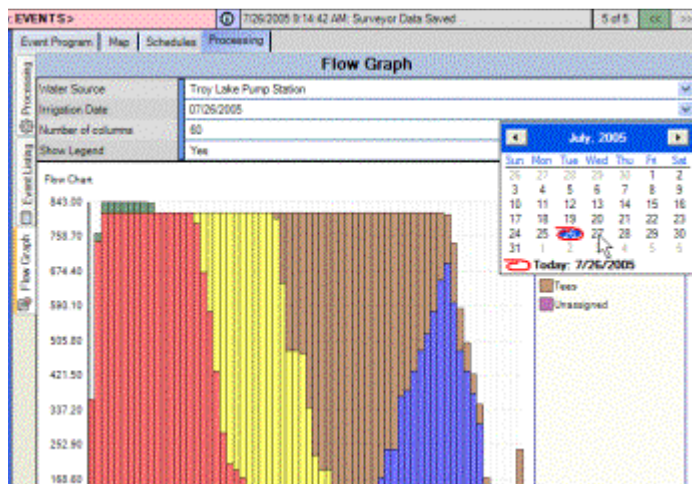 EVENTS>
7/26/2005 9:14:42 AM: Surveyor Data Saved
5 of 5
<<
>>
Event Program
Map
Schedules
Processing
Processing
Event Listing
Flow Graph
Flow Graph
Water Source
Troy Lake Pump Station
Irrigation Date
07/26/2005
Number of columns
60
Show Legend
Yes
July, 2005
Sun Mon Tue Wed Thu Fri Sat
26 27 28 29 30 1 2
3 4 5 6 7 8 9
10 11 12 13 14 15 16
17 18 19 20 21 22 23
24 25 26 27 28 29 30
31 1 2 3 4 5 6
Today: 7/26/2005
Flow Chart
843.00
758.70
674.40
590.10
505.80
421.50
337.20
252.90
168.60
Tees
Unassigned